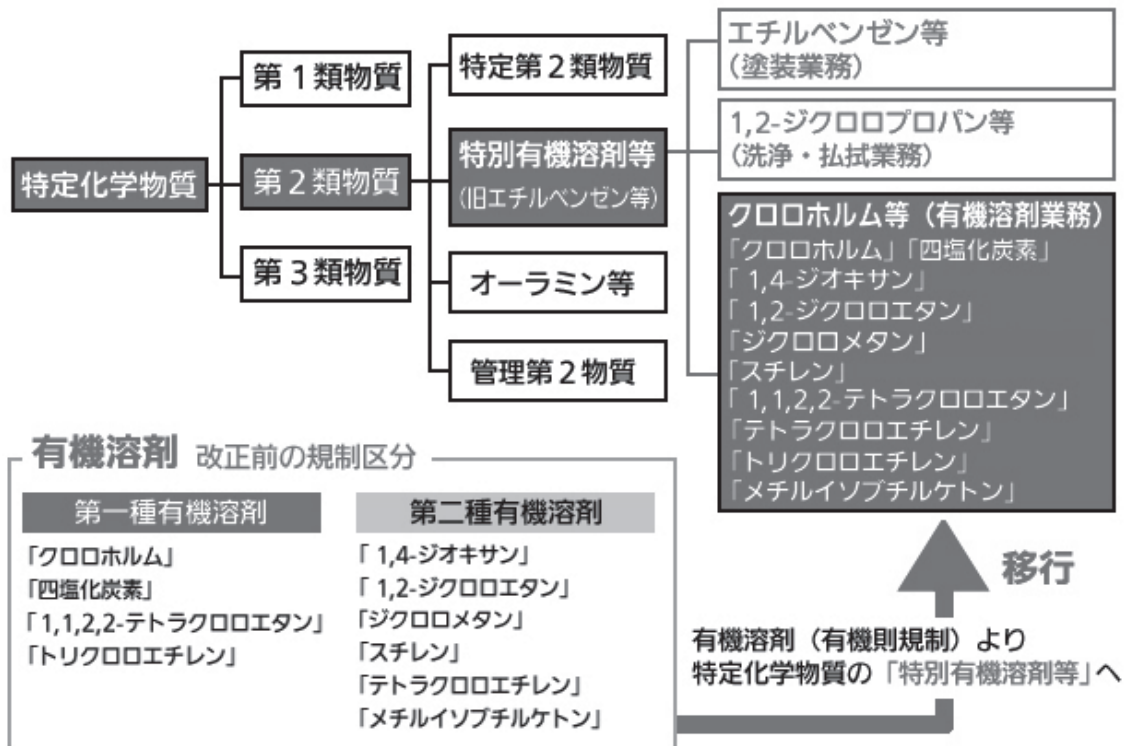 特定化学物質
第1類物質
第2類物質
第3類物質
特定第2類物質
特別有機溶剤等
(旧エチルベンゼン等)
オーラミン等
管理第2物質
エチルベンゼン等
(塗装業務)
1,2-ジクロロプロパン等
(洗浄・払拭業務)
クロロホルム等(有機溶剤業務)
「クロロホルム」「四塩化炭素」
「 1,4-ジオキサン」
「 1,2-ジクロロエタン」
「ジクロロメタン」
「スチレン」
「 1,1,2,2-テトラクロロエタン」
「テトラクロロエチレン」
「トリクロロエチレン」
「メチルイソブチルケトン」
有機溶剤 改正前の規制区分
第一種有機溶剤
「クロロホルム」
「四塩化炭素」
「 1,1,2,2-テトラクロロエタン」
「トリクロロエチレン」
第二種有機溶剤
「 1,4-ジオキサン」
「 1,2-ジクロロエタン」
「ジクロロメタン」
「スチレン」
「テトラクロロエチレン」
「メチルイソブチルケトン」
移行
有機溶剤(有機則規制)より
特定化学物質の「特別有機溶剤等」へ